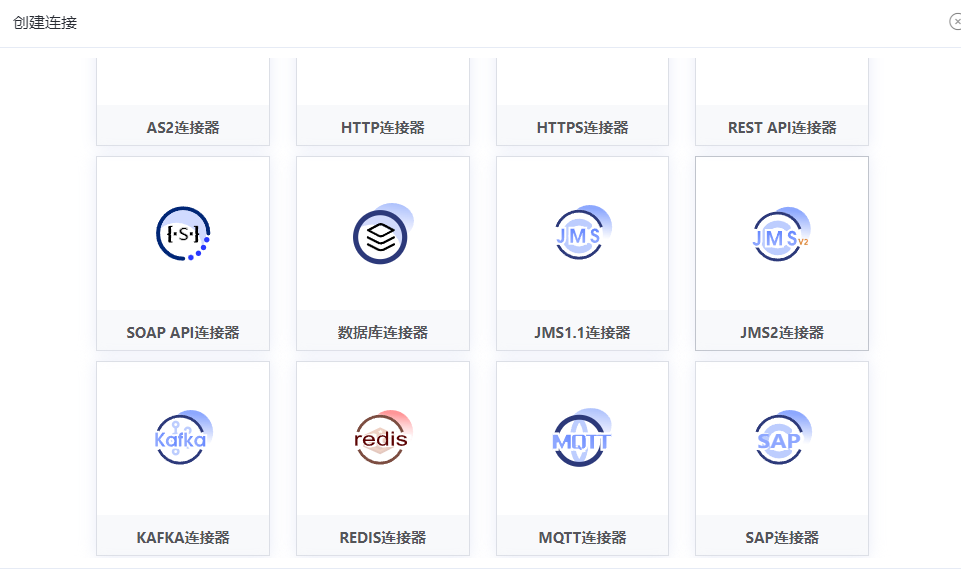 创建连接
AS2连接器
HTTP连接器
HTTPS连接器
REST API连接器
{·S·}
JMS
JMS V2
SOAP API连接器
数据库连接器
JMS1.1连接器
JMS2连接器
Kafka
redis
MQTT
SAP
KAFKA连接器
REDIS连接器
MQTT连接器
SAP连接器